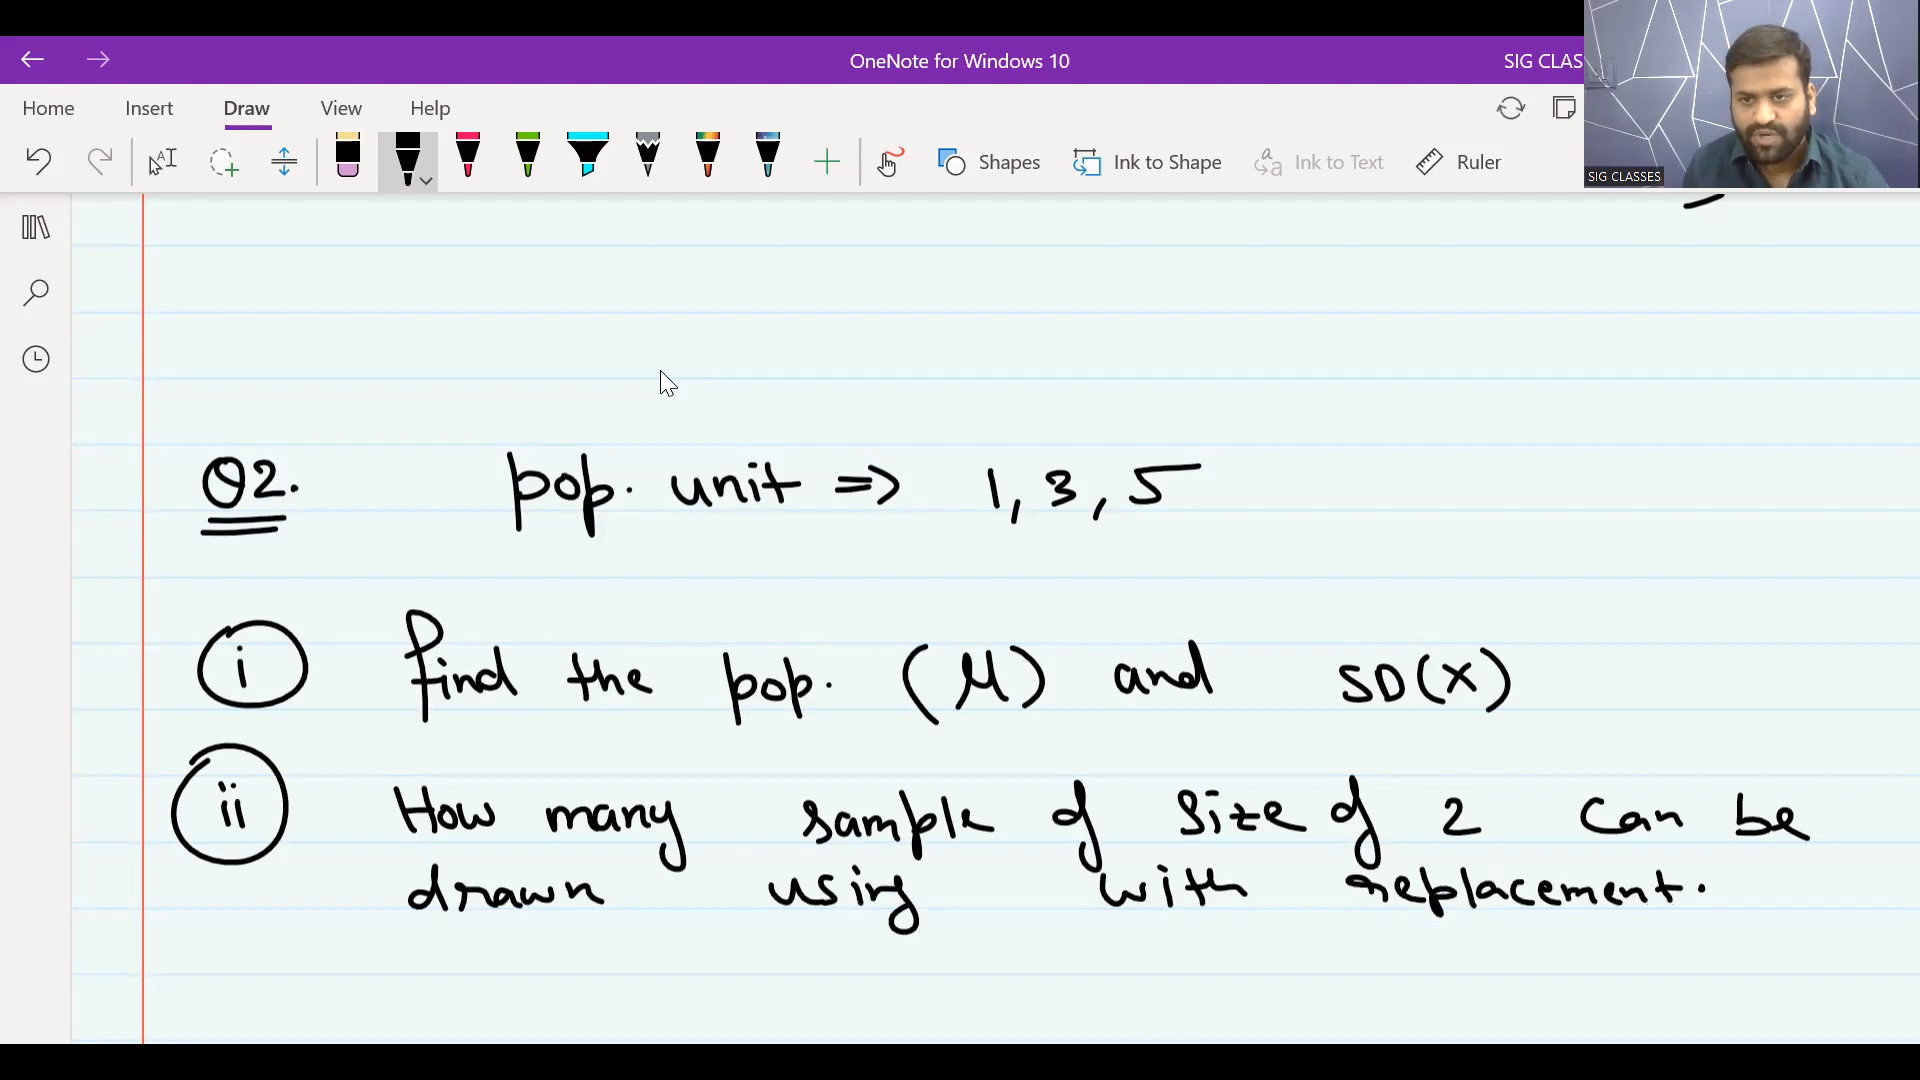 OneNote for Windows 10
SIG CLAS
Home Insert Draw View Help
Shapes Ink to Shape Ink to Text Ruler
SIG CLASSES
Q2. pop. unit => 1, 3, 5
i find the pop. (μ) and SD(X)
ii How many sample of size of 2 can be
drawn using with replacement.